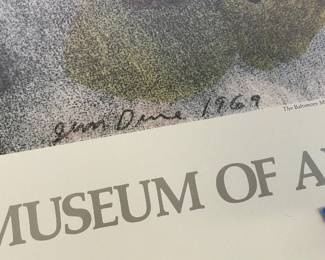 Jim Dine 1969
The Baltimore M
MUSEUM OF A